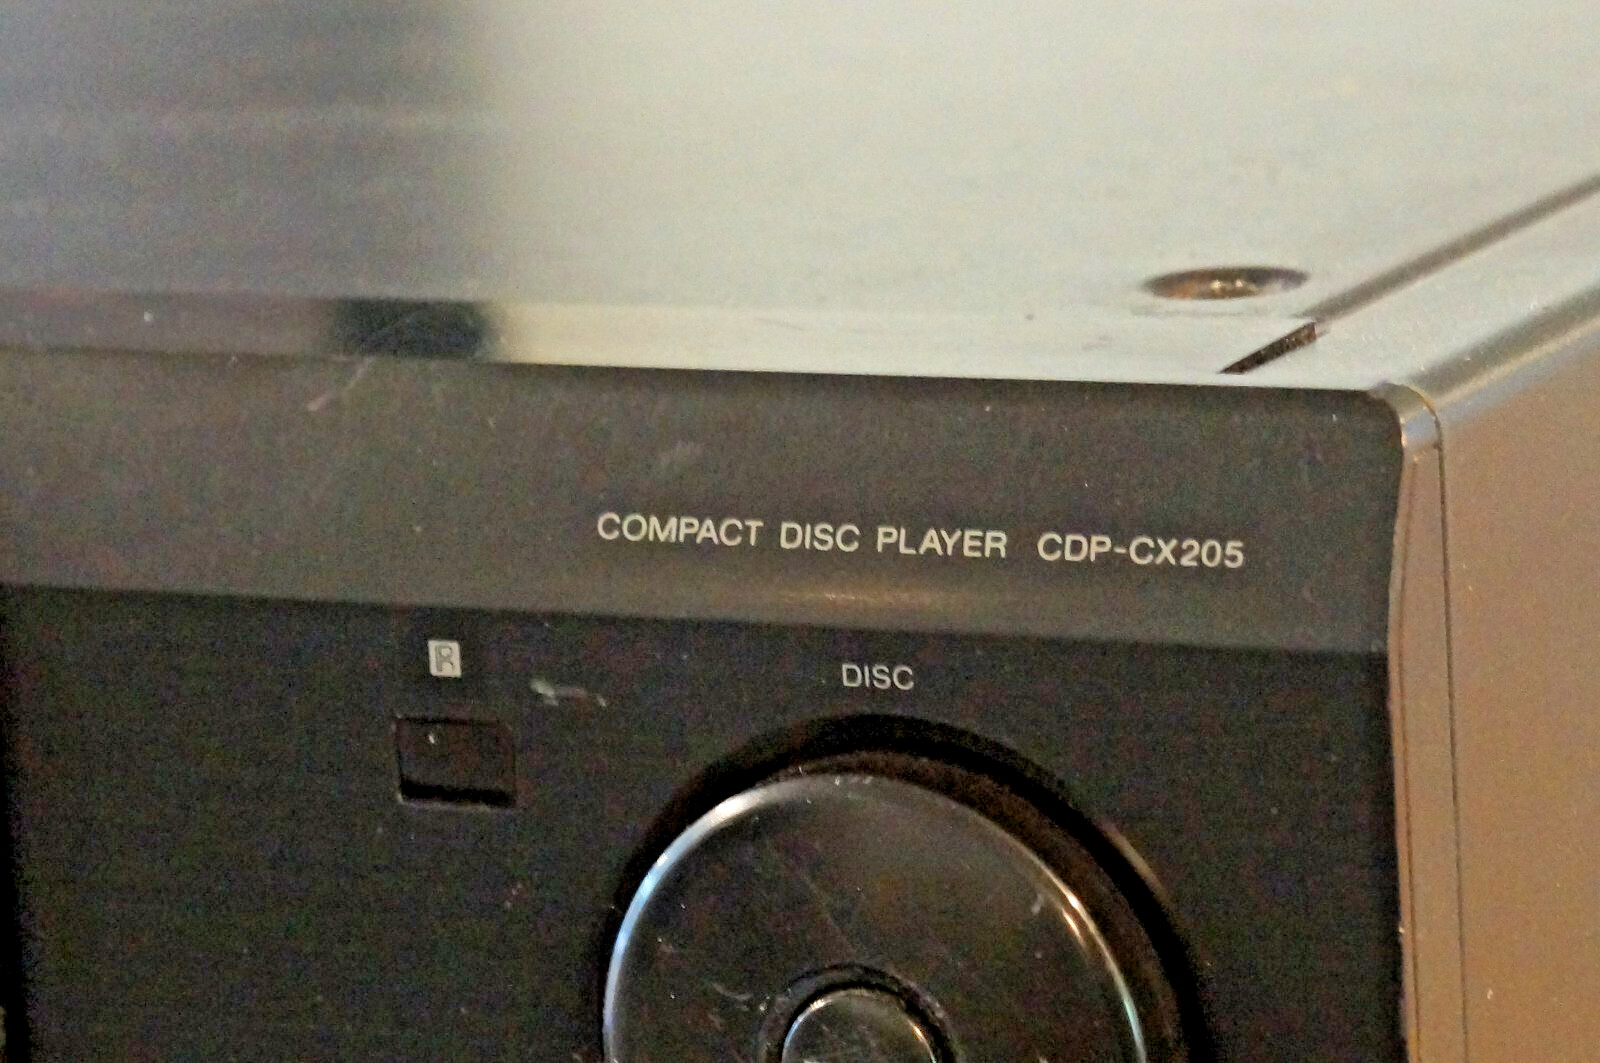 COMPACT DISC PLAYER CDP-CX205
R
DISC